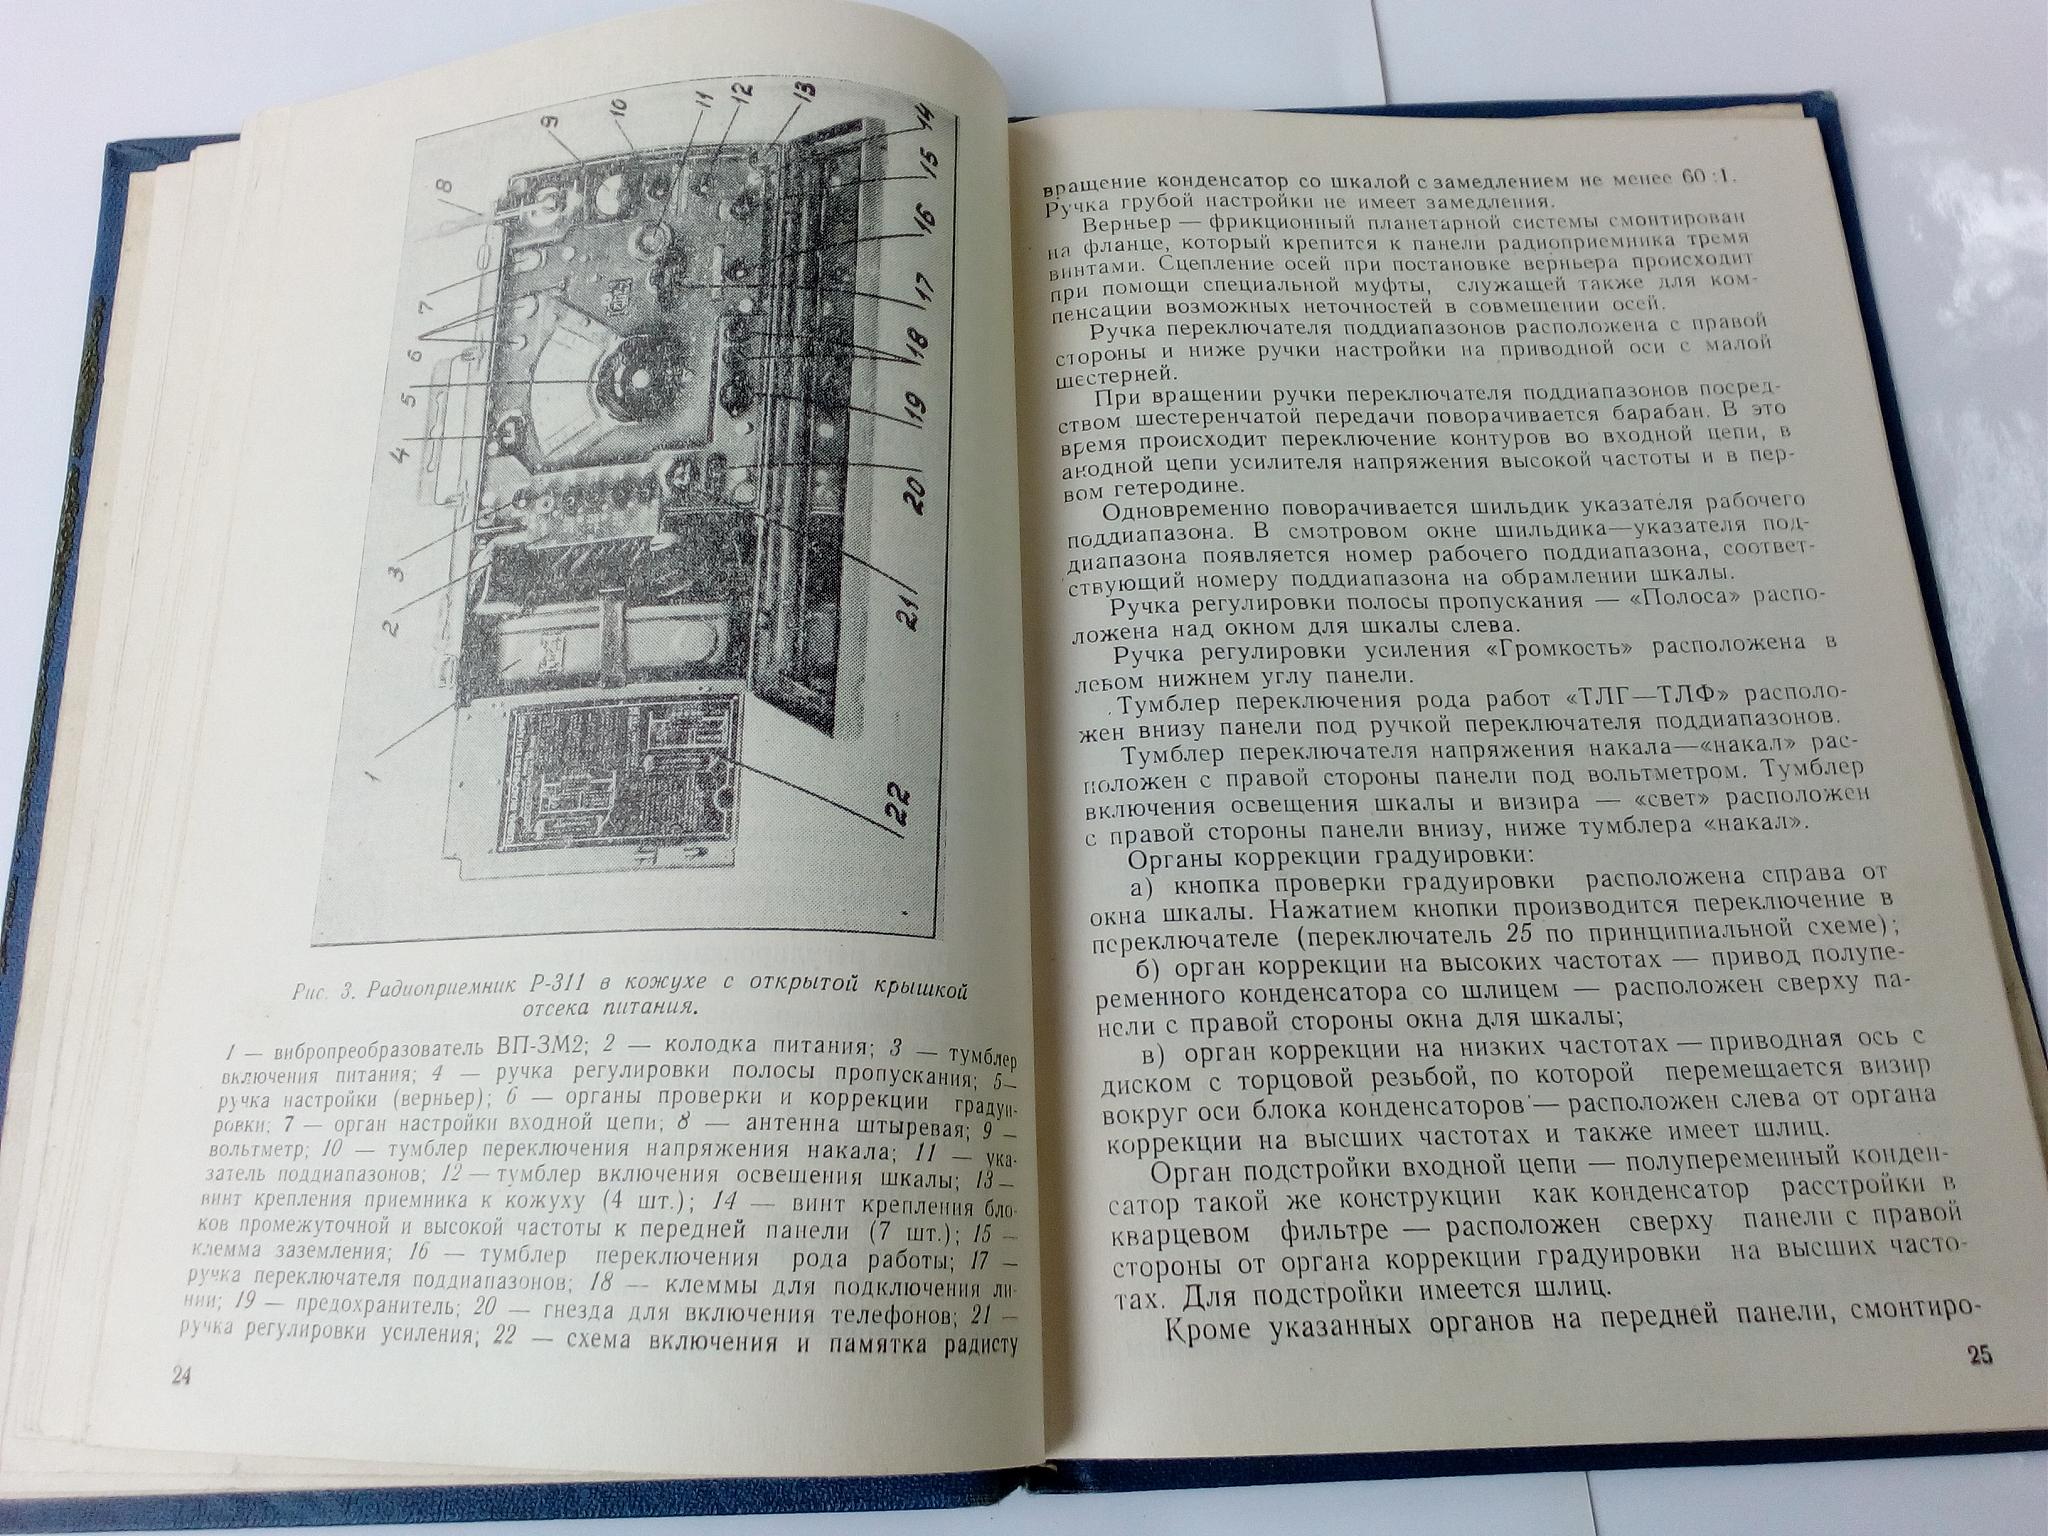 8
9
10
11
12
13
14
15
16
17
18
19
20
21
22
7
6
5
4
3
2
1
Рис. 3. Радиоприемник Р-311 в кожухе с открытой крышкой
отсека питания.
1 — вибропреобразователь ВП-3М2; 2 — колодка питания; 3 — тумблер
включения питания; 4 — ручка регулировки полосы пропускания; 5—
ручка настройки (верньер); 6 — органы проверки и коррекции градуи-
ровки; 7 — орган настройки входной цепи; 8 — антенна штыревая; 9 —
вольтметр; 10 — тумблер переключения напряжения накала; 11 — ука-
затель поддиапазонов; 12 — тумблер включения освещения шкалы; 13 —
винт крепления приемника к кожуху (4 шт.); 14 — винт крепления бло-
ков промежуточной и высокой частоты к передней панели (7 шт.); 15 —
клемма заземления; 16 — тумблер переключения рода работы; 17 —
ручка переключателя поддиапазонов; 18 — клеммы для подключения ли-
нии; 19 — предохранитель; 20 — гнезда для включения телефонов; 21 —
ручка регулировки усиления; 22 — схема включения и памятка радисту
24
вращение конденсатор со шкалой с замедлением не менее 60 : 1.
Ручка грубой настройки не имеет замедления.
Верньер — фрикционный планетарной системы смонтирован
на фланце, который крепится к панели радиоприемника тремя
винтами. Сцепление осей при постановке верньера происходит
при помощи специальной муфты, служащей также для ком-
пенсации возможных неточностей в совмещении осей.
Ручка переключателя поддиапазонов расположена с правой
стороны и ниже ручки настройки на приводной оси с малой
шестерней.
При вращении ручки переключателя поддиапазонов посред-
ством шестеренчатой передачи поворачивается барабан. В это
время происходит переключение контуров во входной цепи, в
анодной цепи усилителя напряжения высокой частоты и в пер-
вом гетеродине.
Одновременно поворачивается шильдик указателя рабочего
поддиапазона. В смотровом окне шильдика—указателя под-
диапазона появляется номер рабочего поддиапазона, соответ-
ствующий номеру поддиапазона на обрамлении шкалы.
Ручка регулировки полосы пропускания — «Полоса» распо-
ложена над окном для шкалы слева.
Ручка регулировки усиления «Громкость» расположена в
левом нижнем углу панели.
Тумблер переключения рода работ «ТЛГ—ТЛФ» располо-
жен внизу панели под ручкой переключателя поддиапазонов.
Тумблер переключателя напряжения накала—«накал» рас-
положен с правой стороны панели под вольтметром. Тумблер
включения освещения шкалы и визира — «свет» расположен
с правой стороны панели внизу, ниже тумблера «накал».
Органы коррекции градуировки:
а) кнопка проверки градуировки расположена справа от
окна шкалы. Нажатием кнопки производится переключение в
переключателе (переключатель 25 по принципиальной схеме);
б) орган коррекции на высоких частотах — привод полупе-
ременного конденсатора со шлицем — расположен сверху па-
нели с правой стороны окна для шкалы;
в) орган коррекции на низких частотах — приводная ось с
диском с торцовой резьбой, по которой перемещается визир
вокруг оси блока конденсаторов — расположен слева от органа
коррекции на высших частотах и также имеет шлиц.
Орган подстройки входной цепи — полупеременный конден-
сатор такой же конструкции как конденсатор расстройки в
кварцевом фильтре — расположен сверху панели с правой
стороны от органа коррекции градуировки на высших часто-
тах. Для подстройки имеется шлиц.
Кроме указанных органов на передней панели, смонтиро-
25